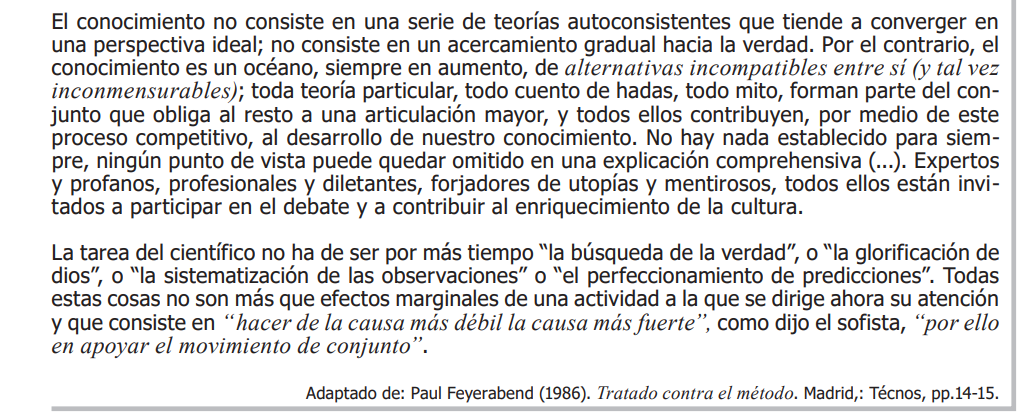 El conocimiento no consiste en una serie de teorías autoconsistentes que tiende a converger en
una perspectiva ideal; no consiste en un acercamiento gradual hacia la verdad. Por el contrario, el
conocimiento es un océano, siempre en aumento, de alternativas incompatibles entre sí (y tal vez
inconmensurables); toda teoría particular, todo cuento de hadas, todo mito, forman parte del con-
junto que obliga al resto a una articulación mayor, y todos ellos contribuyen, por medio de este
proceso competitivo, al desarrollo de nuestro conocimiento. No hay nada establecido para siem-
pre, ningún punto de vista puede quedar omitido en una explicación comprehensiva (...). Expertos
y profanos, profesionales y diletantes, forjadores de utopías y mentirosos, todos ellos están invi-
tados a participar en el debate y a contribuir al enriquecimiento de la cultura.
La tarea del científico no ha de ser por más tiempo “la búsqueda de la verdad”, o “la glorificación de
dios”, o “la sistematización de las observaciones” o “el perfeccionamiento de predicciones”. Todas
estas cosas no son más que efectos marginales de una actividad a la que se dirige ahora su atención
y que consiste en “hacer de la causa más débil la causa más fuerte”, como dijo el sofista, “por ello
en apoyar el movimiento de conjunto”.
Adaptado de: Paul Feyerabend (1986). Tratado contra el método. Madrid,: Técnos, pp.14-15.